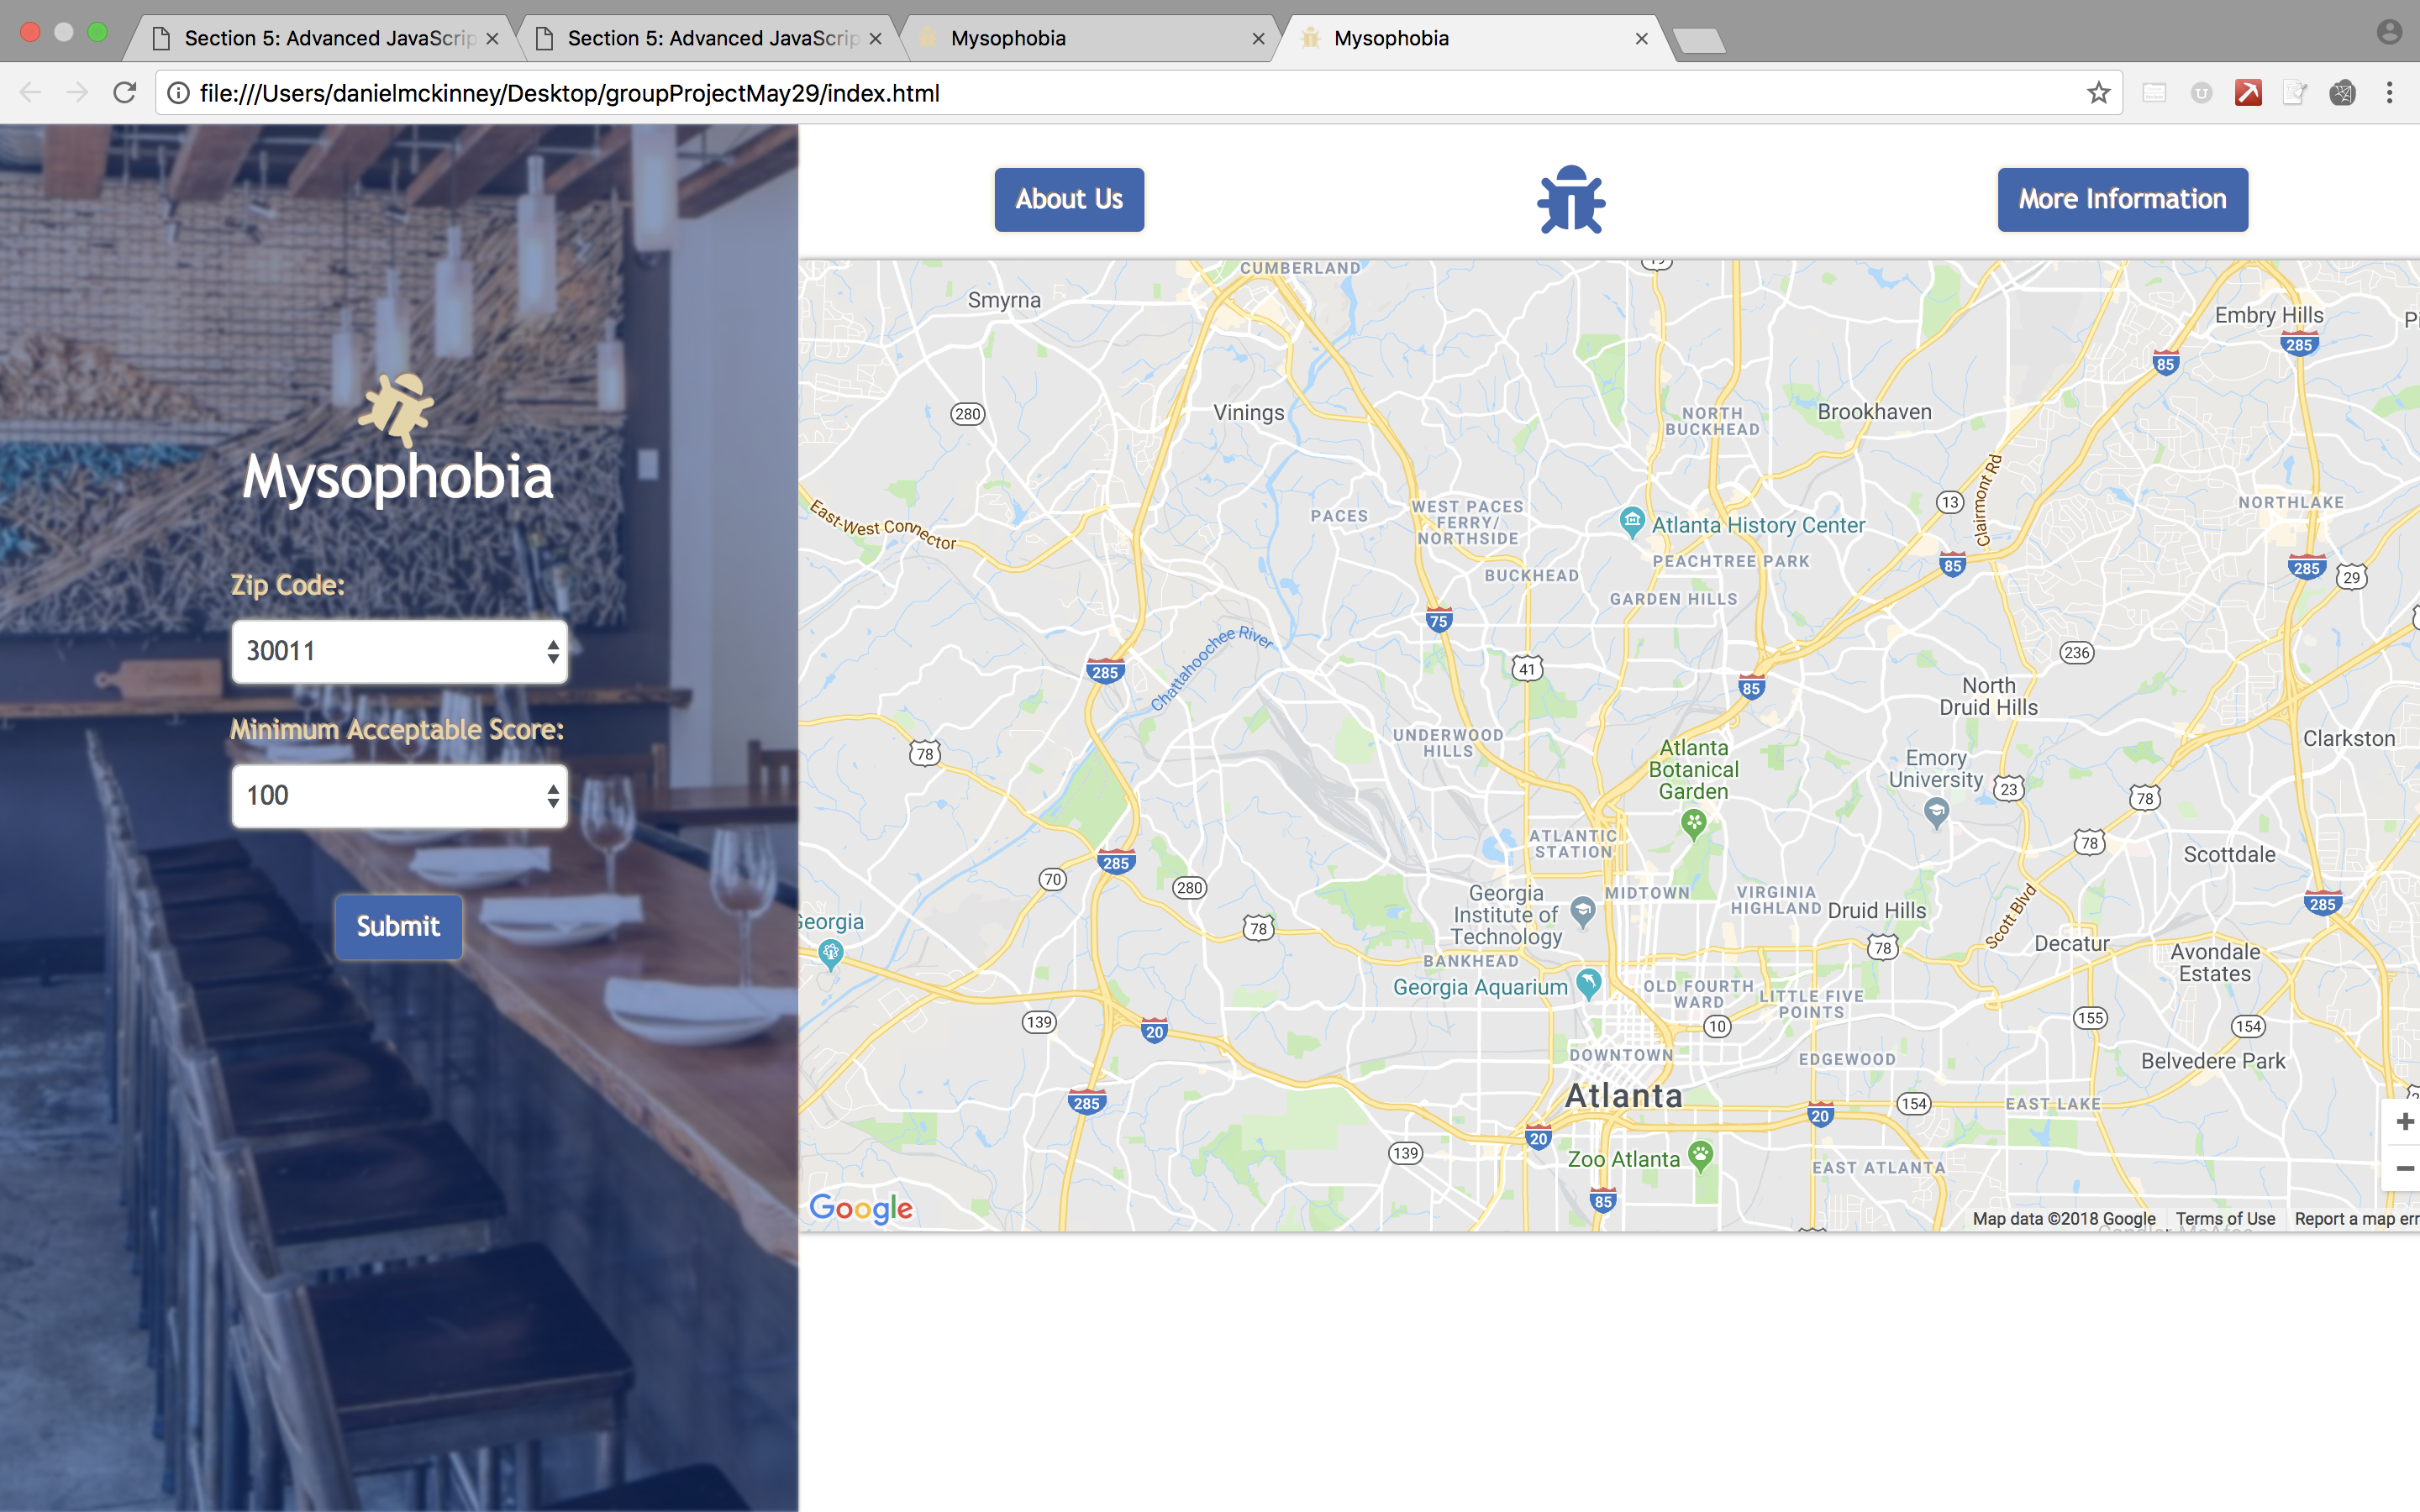 Section 5: Advanced JavaScrip
Section 5: Advanced JavaScrip
Mysophobia
Mysophobia
file:///Users/danielmckinney/Desktop/groupProjectMay29/index.html
Mysophobia
Zip Code:
30011
Minimum Acceptable Score:
100
Submit
About Us
More Information
CUMBERLAND
Smyrna
Embry Hills
285
85
280
Vinings
NORTH
BUCKHEAD
Brookhaven
East-West Connector
PACES
WEST PACES
FERRY/
NORTHSIDE
Atlanta History Center
13
Clairmont Rd
NORTHLAKE
PEACHTREE PARK
BUCKHEAD
85
285
29
GARDEN HILLS
75
Chattahoochee River
285
41
85
236
North
Druid Hills
78
UNDERWOOD
HILLS
Atlanta
Botanical
Garden
Emory
University
23
78
Clarkston
ATLANTIC
STATION
78
Scottdale
285
70
280
Georgia
Institute of
Technology
MIDTOWN
VIRGINIA
HIGHLAND
Druid Hills
Scott Blvd
285
Georgia
78
78
Decatur
Avondale
Estates
BANKHEAD
Georgia Aquarium
OLD FOURTH
WARD
LITTLE FIVE
POINTS
139
20
10
155
154
DOWNTOWN
EDGEWOOD
Belvedere Park
Atlanta
285
20
154
EAST LAKE
20
139
Zoo Atlanta
EAST ATLANTA
85
Google
Map data ©2018 Google
Terms of Use
Report a map err